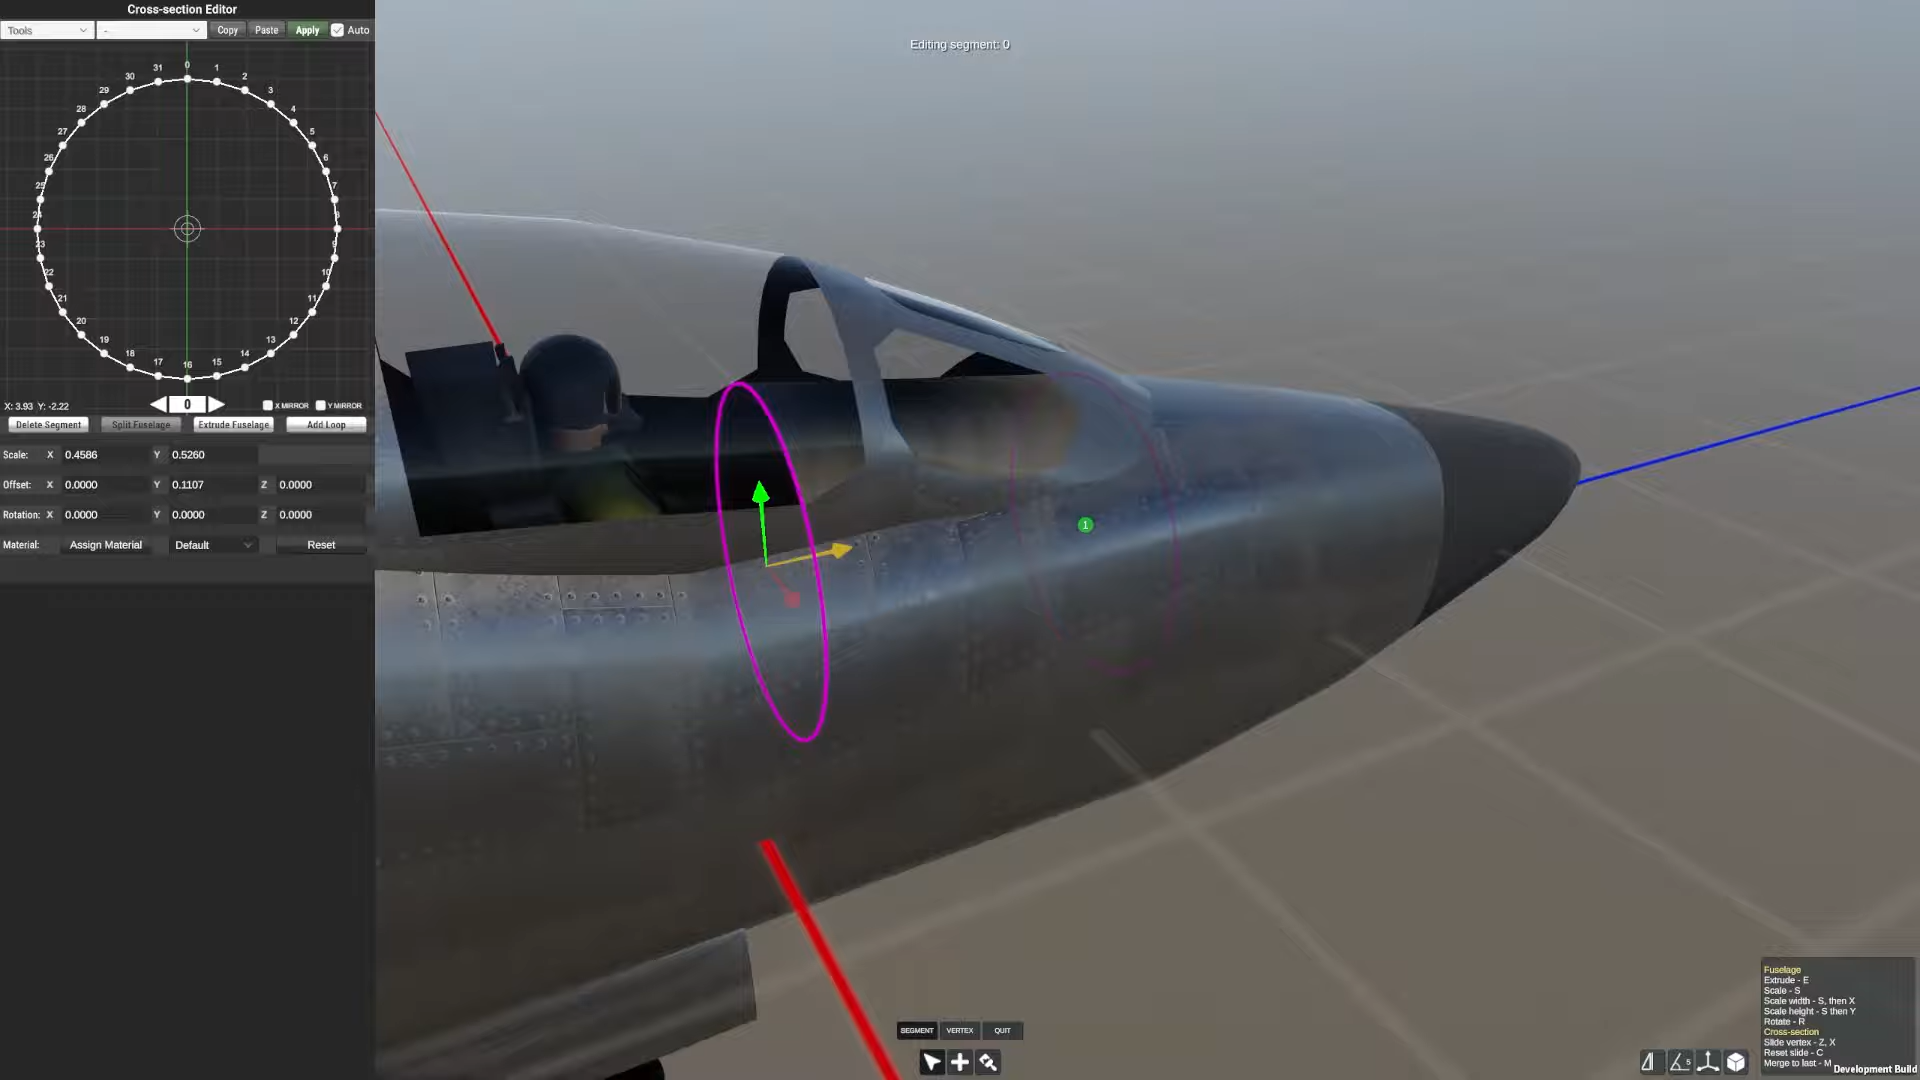 Cross-section Editor
Tools
-
Copy
Paste
Apply
Auto
Editing segment: 0
0
1
2
3
4
5
6
7
8
9
10
11
12
13
14
15
16
17
18
19
20
21
22
23
24
25
26
27
28
29
30
31
X: 3.93 Y: -2.22
0
X MIRROR
Y MIRROR
Delete Segment
Split Fuselage
Extrude Fuselage
Add Loop
Scale: X 0.4586 Y 0.5260
Offset: X 0.0000 Y 0.1107 Z 0.0000
Rotation: X 0.0000 Y 0.0000 Z 0.0000
Material: Assign Material Default Reset
1
SEGMENT
VERTEX
QUIT
Fuselage
Extrude - E
Scale - S
Scale width - S, then X
Scale height - S then Y
Rotate - R
Cross-section
Slide vertex - Z, X
Reset slide - C
Merge to last - M
5
Development Build